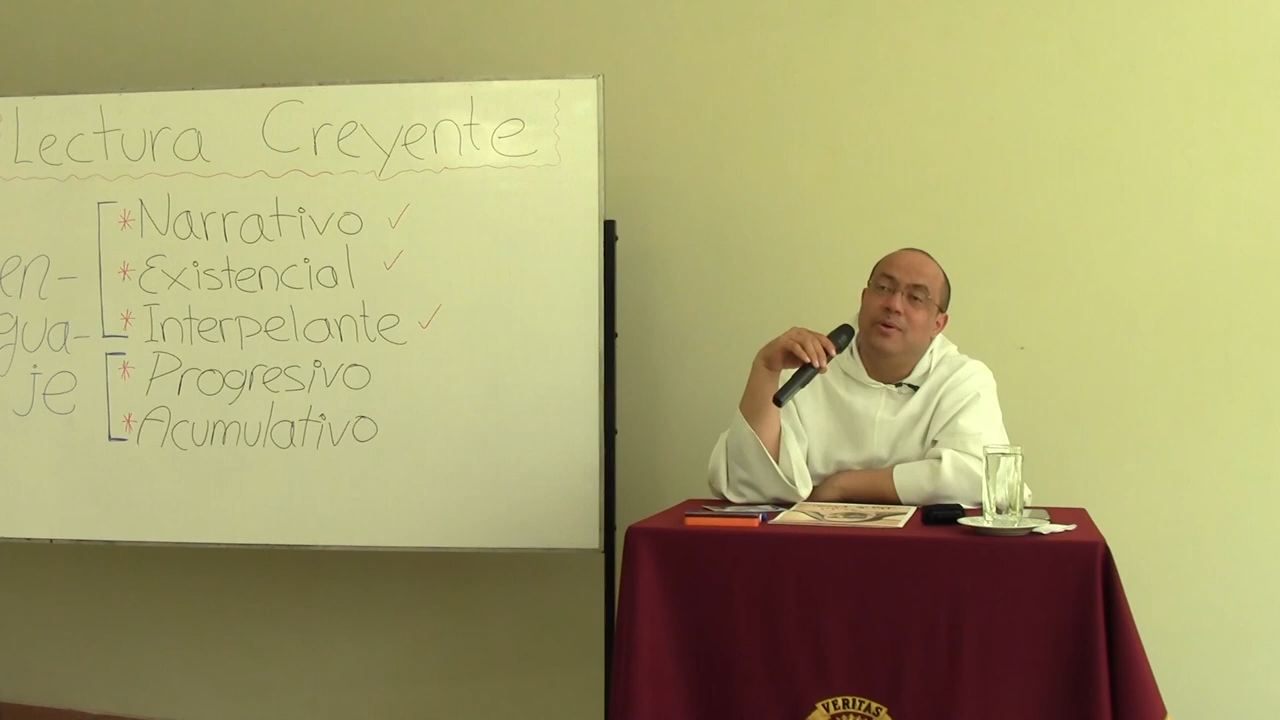 Lectura Creyente
* Narrativo ✓
* Existencial ✓
* Interpelante ✓
* Progresivo
* Acumulativo
en-
gua-
je
VERITAS